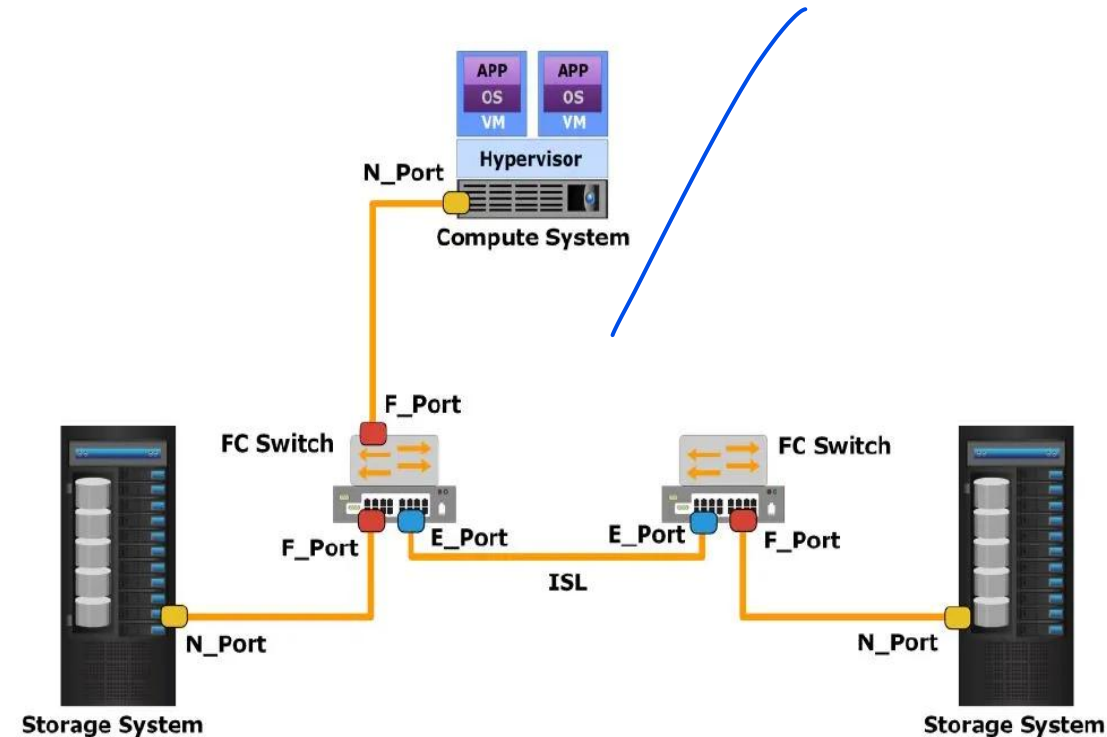 APP
OS
VM
APP
OS
VM
Hypervisor
N_Port
Compute System
F_Port
FC Switch
FC Switch
F_Port
E_Port
E_Port
F_Port
ISL
N_Port
N_Port
Storage System
Storage System